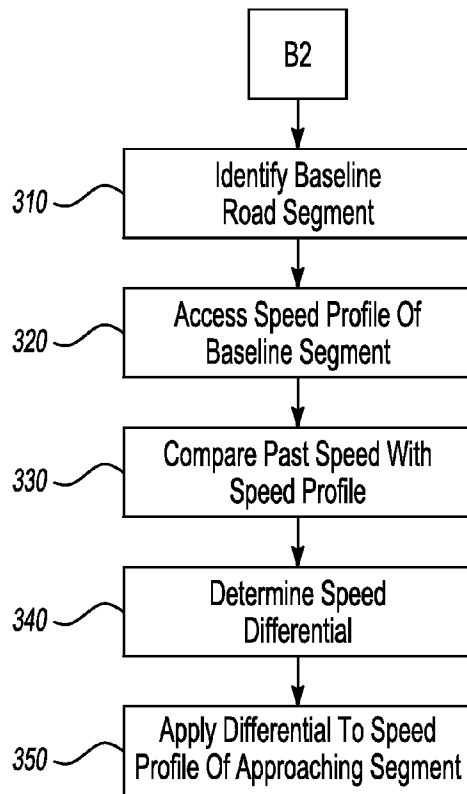 B2
310
Identify Baseline
Road Segment
320
Access Speed Profile Of
Baseline Segment
330
Compare Past Speed With
Speed Profile
340
Determine Speed
Differential
350
Apply Differential To Speed
Profile Of Approaching Segment